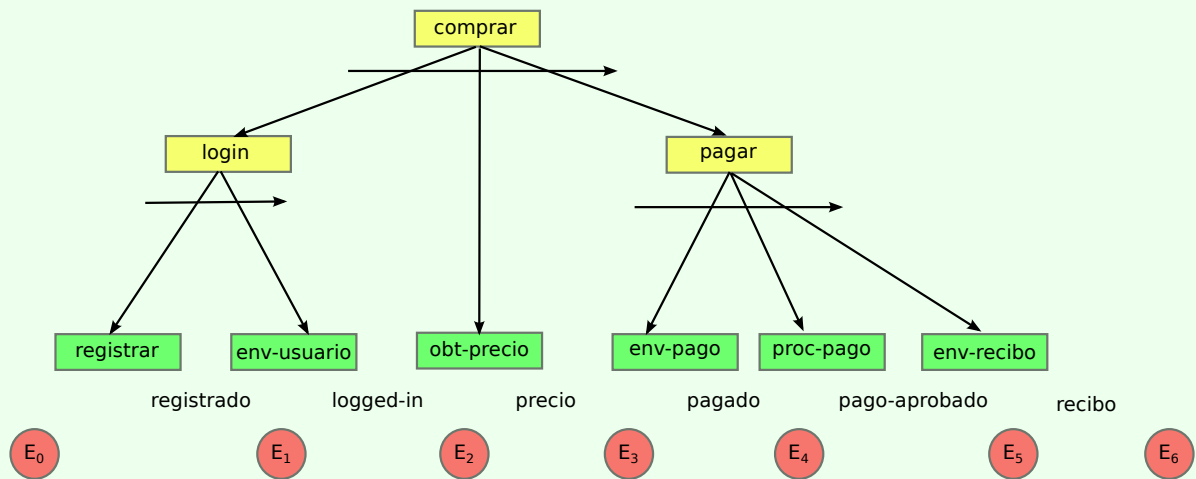 comprar
login
pagar
registrar
env-usuario
obt-precio
env-pago
proc-pago
env-recibo
registrado
logged-in
precio
pagado
pago-aprobado
recibo
E₀
E₁
E₂
E₃
E₄
E₅
E₆